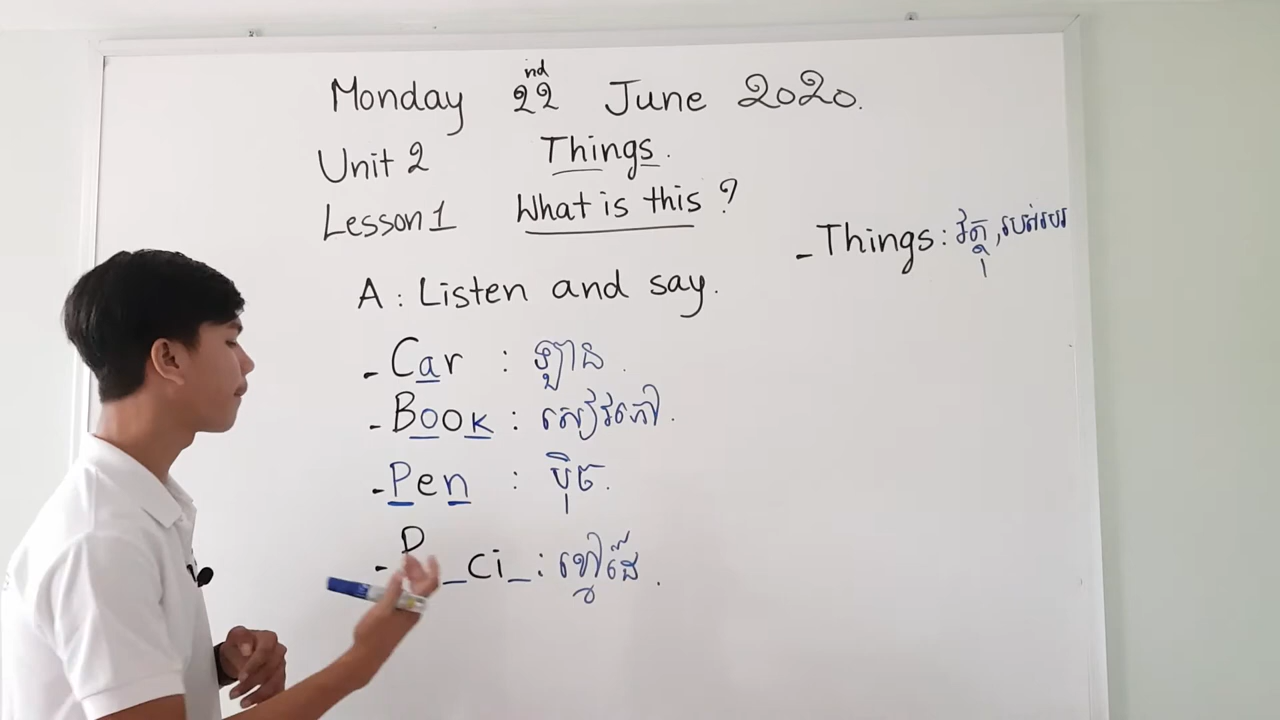 Monday 22nd June 2020.
Unit 2 Things.
Lesson 1 What is this ?
- Things : វត្ថុ, របស់របរ
A : Listen and say.
- Car : ឡាន .
- Book : សៀវភៅ .
- Pen : ប៊ិច .
- P _ci_ : ខ្មៅដៃ .